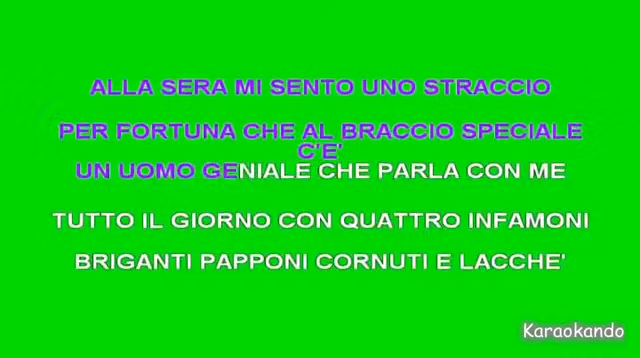 ALLA SERA MI SENTO UNO STRACCIO
PER FORTUNA CHE AL BRACCIO SPECIALE
C'E'
UN UOMO GENIALE CHE PARLA CON ME
TUTTO IL GIORNO CON QUATTRO INFAMONI
BRIGANTI PAPPONI CORNUTI E LACCHE'
Karaokando